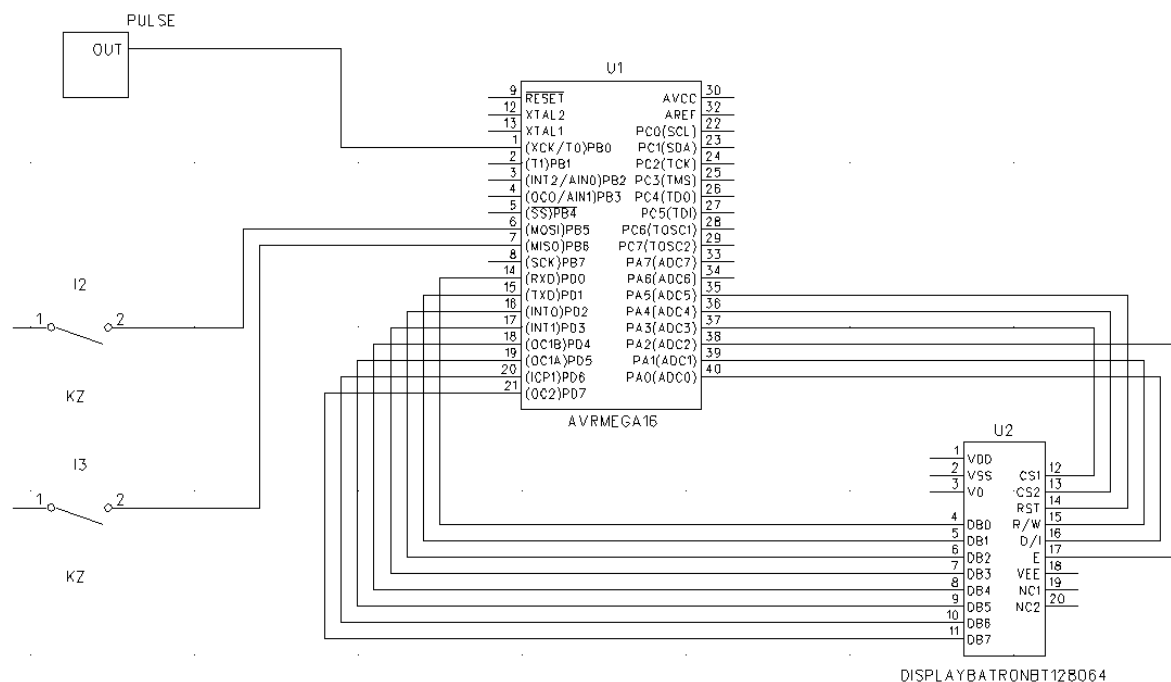 PULSE
OUT
U1
9 RESET AVCC 30
12 XTAL2 AREF 32
13 XTAL1 PC0(SCL) 22
1 (XCK/T0)PB0 PC1(SDA) 23
2 (T1)PB1 PC2(TCK) 24
3 (INT2/AIN0)PB2 PC3(TMS) 25
4 (OC0/AIN1)PB3 PC4(TDO) 26
5 (SS)PB4 PC5(TDI) 27
6 (MOSI)PB5 PC6(TOSC1) 28
7 (MISO)PB6 PC7(TOSC2) 29
8 (SCK)PB7 PA7(ADC7) 33
14 (RXD)PD0 PA6(ADC6) 34
15 (TXD)PD1 PA5(ADC5) 35
16 (INT0)PD2 PA4(ADC4) 36
17 (INT1)PD3 PA3(ADC3) 37
18 (OC1B)PD4 PA2(ADC2) 38
19 (OC1A)PD5 PA1(ADC1) 39
20 (ICP1)PD6 PA0(ADC0) 40
21 (OC2)PD7
AVRMEGA16
I2
1 2
KZ
I3
1 2
KZ
U2
1 VDD
2 VSS CS1 12
3 V0 CS2 13
RST 14
4 DB0 R/W 15
5 DB1 D/I 16
6 DB2 E 17
7 DB3 VEE 18
8 DB4 NC1 19
9 DB5 NC2 20
10 DB6
11 DB7
DISPLAYBATRONBT128064